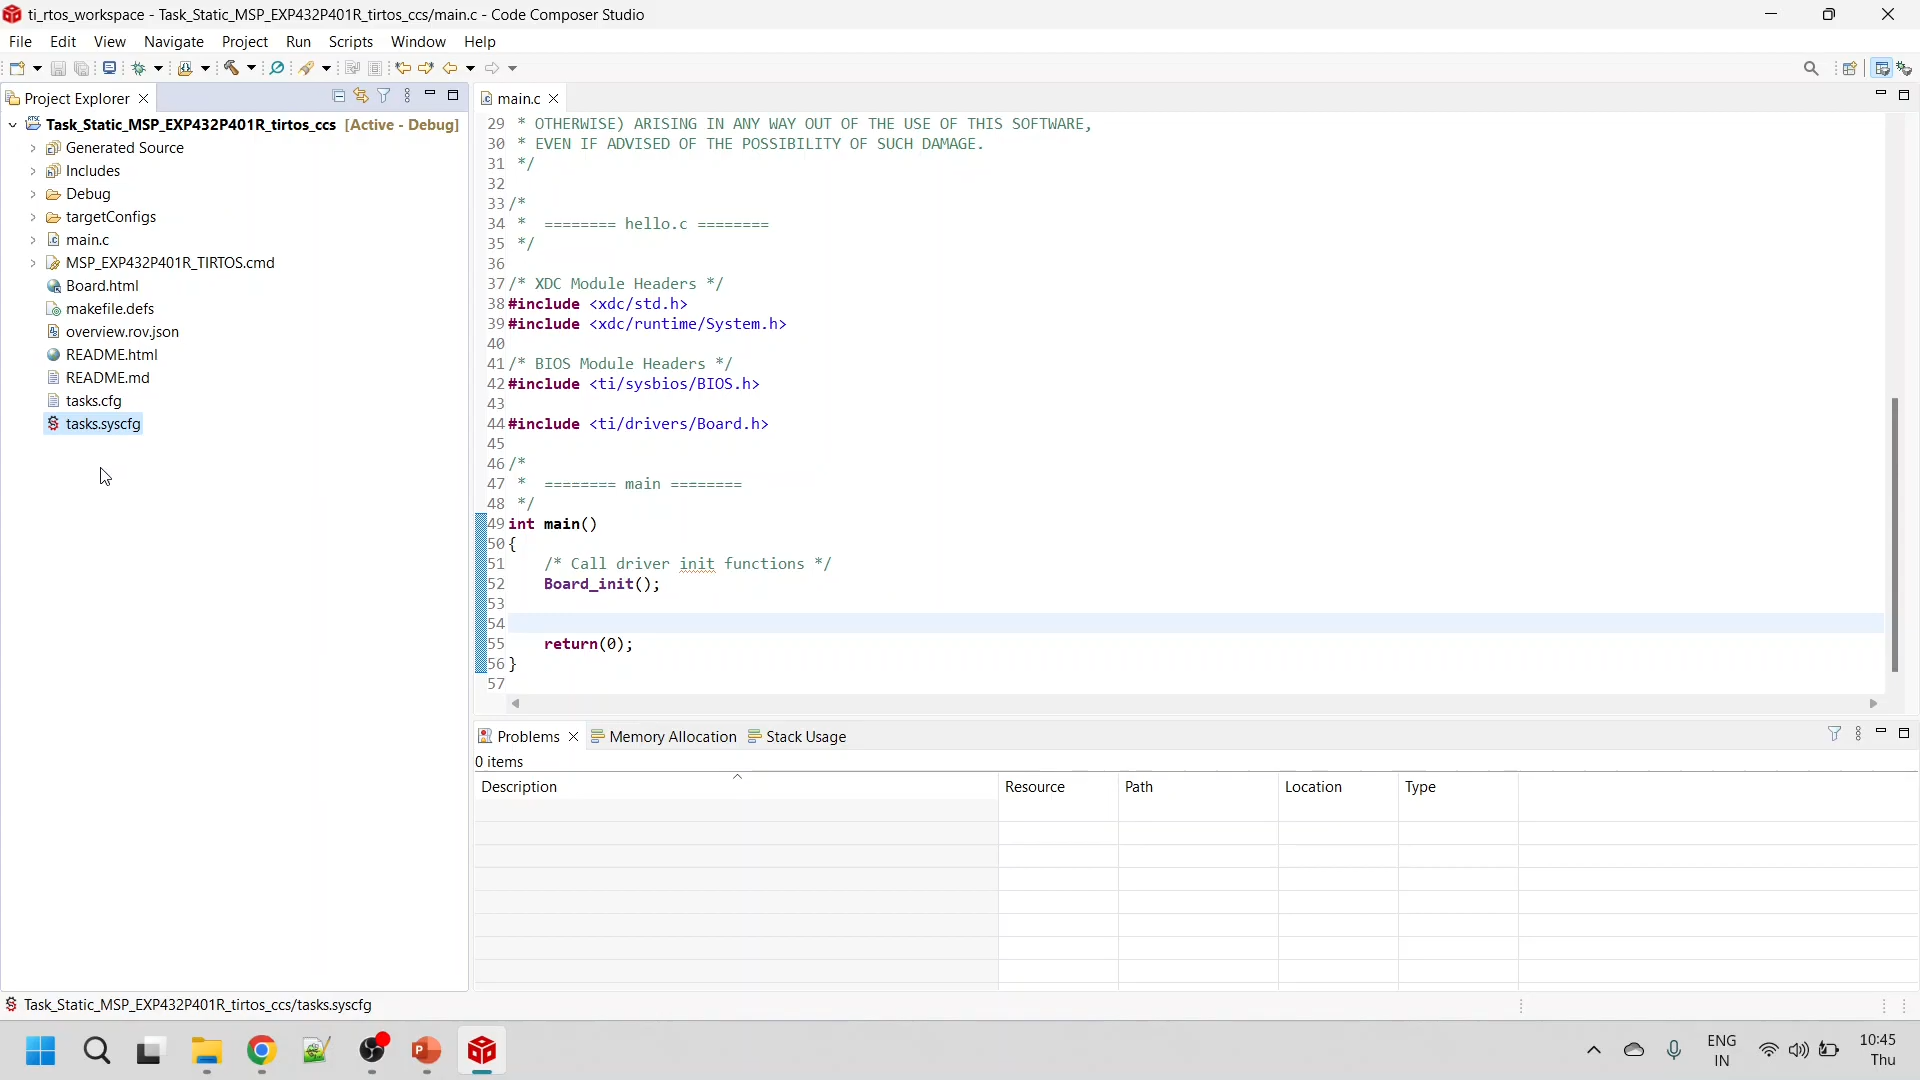 ti_rtos_workspace - Task_Static_MSP_EXP432P401R_tirtos_ccs/main.c - Code Composer Studio
File Edit View Navigate Project Run Scripts Window Help
Project Explorer
main.c
Task_Static_MSP_EXP432P401R_tirtos_ccs [Active - Debug]
Generated Source
Includes
Debug
targetConfigs
main.c
MSP_EXP432P401R_TIRTOS.cmd
Board.html
makefile.defs
overview.rov.json
README.html
README.md
tasks.cfg
tasks.syscfg
29 * OTHERWISE) ARISING IN ANY WAY OUT OF THE USE OF THIS SOFTWARE,
30 * EVEN IF ADVISED OF THE POSSIBILITY OF SUCH DAMAGE.
31 */
32
33 /*
34 * ======== hello.c ========
35 */
36
37 /* XDC Module Headers */
38 #include <xdc/std.h>
39 #include <xdc/runtime/System.h>
40
41 /* BIOS Module Headers */
42 #include <ti/sysbios/BIOS.h>
43
44 #include <ti/drivers/Board.h>
45
46 /*
47 * ======== main ========
48 */
49 int main()
50 {
51 /* Call driver init functions */
52 Board_init();
53
54
55 return(0);
56 }
57
Problems Memory Allocation Stack Usage
0 items
Description Resource Path Location Type
Task_Static_MSP_EXP432P401R_tirtos_ccs/tasks.syscfg
ENG
IN
10:45
Thu